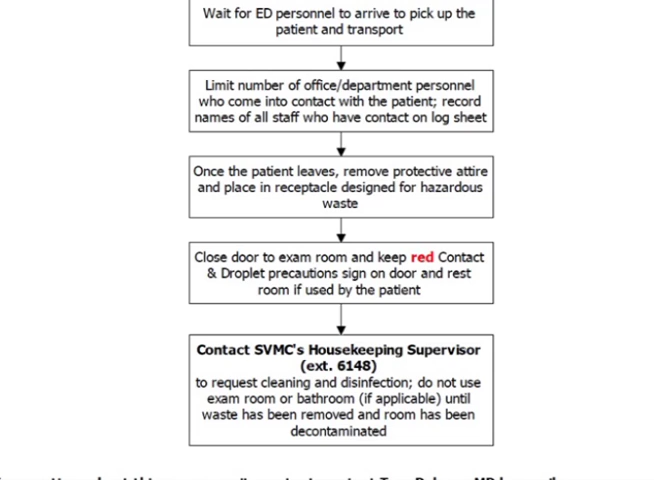 Wait for ED personnel to arrive to pick up the
patient and transport
Limit number of office/department personnel
who come into contact with the patient; record
names of all staff who have contact on log sheet
Once the patient leaves, remove protective attire
and place in receptacle designed for hazardous
waste
Close door to exam room and keep red Contact
& Droplet precautions sign on door and rest
room if used by the patient
Contact SVMC's Housekeeping Supervisor
(ext. 6148)
to request cleaning and disinfection; do not use
exam room or bathroom (if applicable) until
waste has been removed and room has been
decontaminated